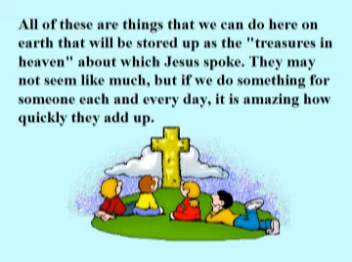 All of these are things that we can do here on
earth that will be stored up as the "treasures in
heaven" about which Jesus spoke. They may
not seem like much, but if we do something for
someone each and every day, it is amazing how
quickly they add up.